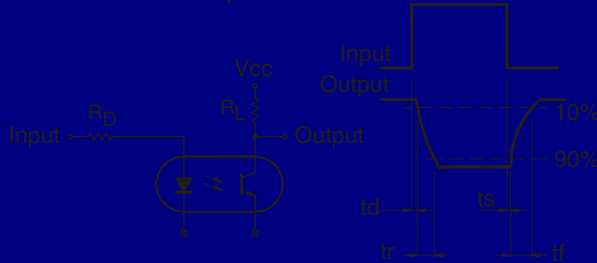 Input
Output
Vcc
RD
RL
Input
Output
10%
90%
td
ts
tr
tf